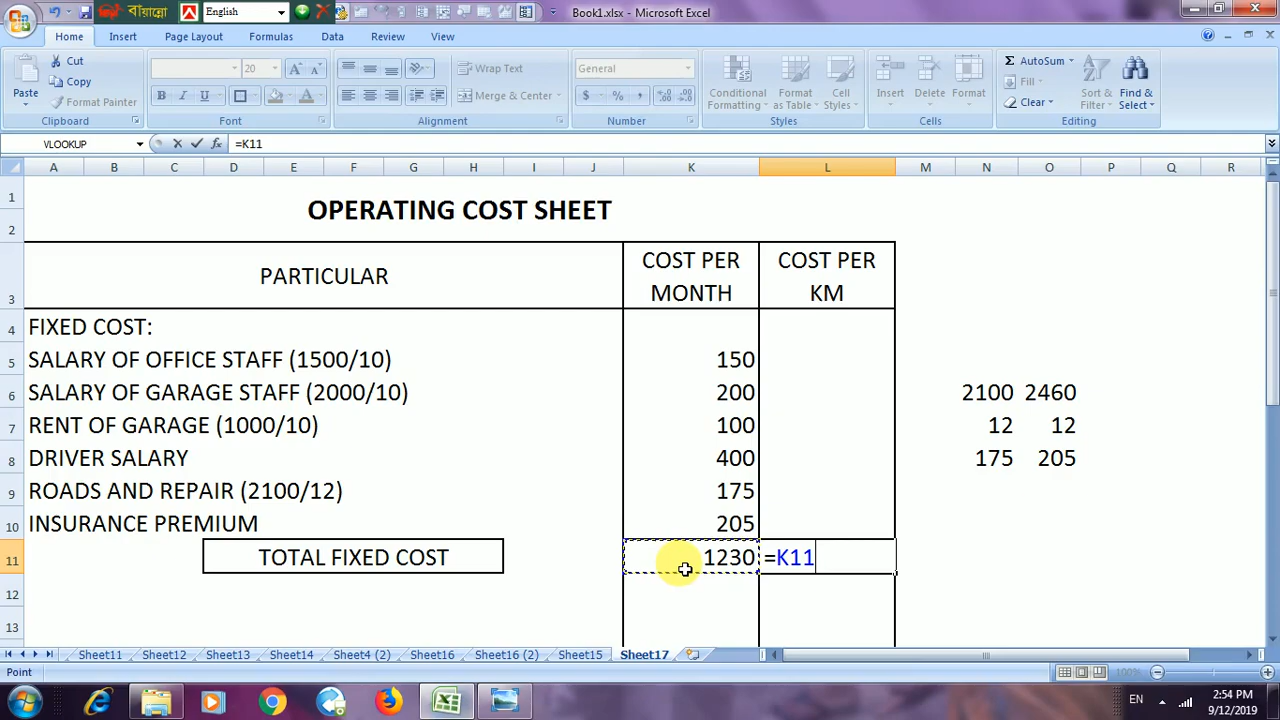 বাঁয়ান্নো English Book1.xlsx - Microsoft Excel
Home Insert Page Layout Formulas Data Review View
Cut
Copy
Format Painter
Paste
Clipboard
20
Font
Wrap Text
Merge & Center
Alignment
General
Number
Conditional Formatting
Format as Table
Cell Styles
Styles
Insert Delete Format
Cells
AutoSum
Fill
Clear
Sort & Filter
Find & Select
Editing
VLOOKUP =K11
A B C D E F G H I J K L M N O P Q R
1 OPERATING COST SHEET
2
3 PARTICULAR COST PER MONTH COST PER KM
4 FIXED COST:
5 SALARY OF OFFICE STAFF (1500/10) 150
6 SALARY OF GARAGE STAFF (2000/10) 200 2100 2460
7 RENT OF GARAGE (1000/10) 100 12 12
8 DRIVER SALARY 400 175 205
9 ROADS AND REPAIR (2100/12) 175
10 INSURANCE PREMIUM 205
11 TOTAL FIXED COST 1230 =K11
12
13
Sheet11 Sheet12 Sheet13 Sheet14 Sheet4 (2) Sheet16 Sheet16 (2) Sheet15 Sheet17
Point 100%
EN 2:54 PM
9/12/2019